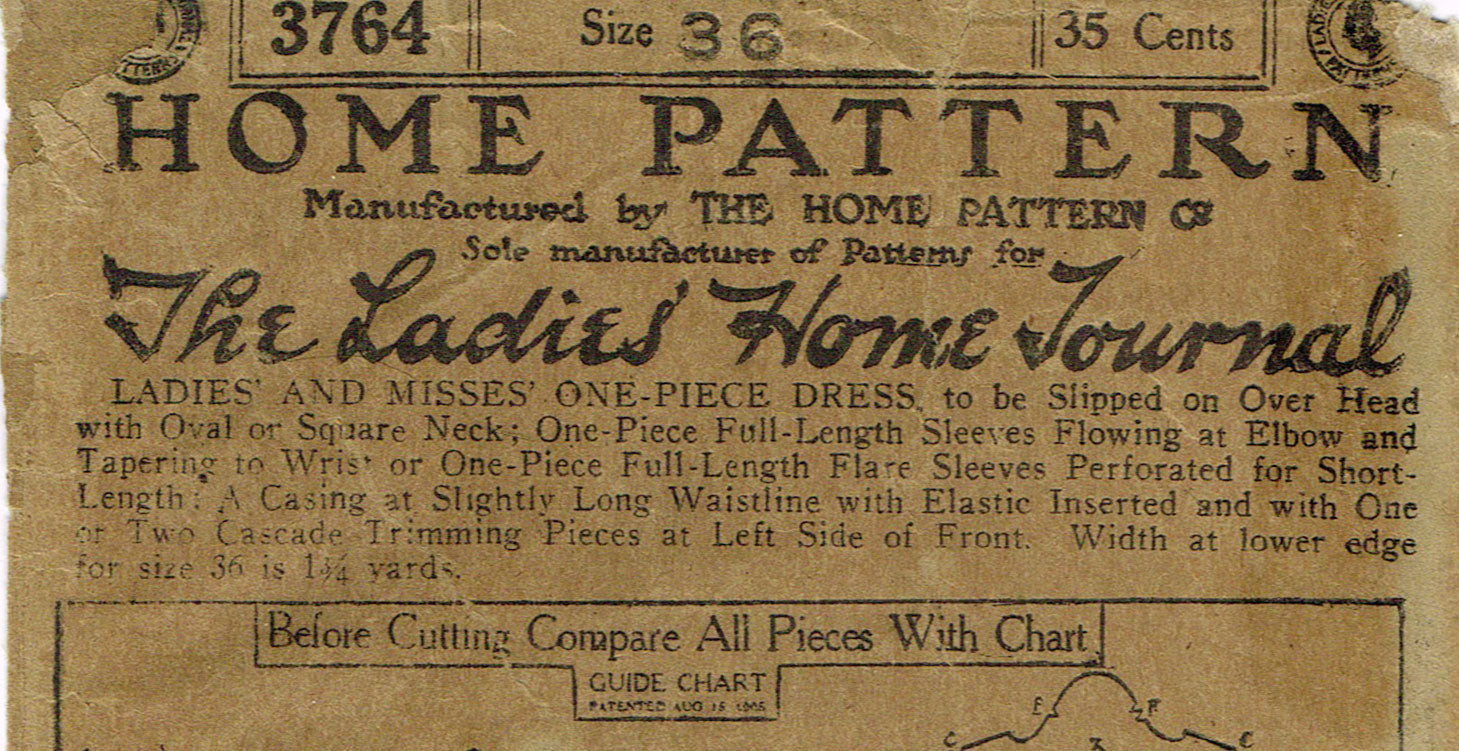 3764 Size 36 35 Cents
HOME PATTERN
Manufactured by THE HOME PATTERN Co
Sole manufacturer of Patterns for
The Ladies' Home Journal
LADIES' AND MISSES' ONE-PIECE DRESS, to be Slipped on Over Head
with Oval or Square Neck; One-Piece Full-Length Sleeves Flowing at Elbow and
Tapering to Wrist or One-Piece Full-Length Flare Sleeves Perforated for Short-
Length; A Casing at Slightly Long Waistline with Elastic Inserted and with One
or Two Cascade Trimming Pieces at Left Side of Front. Width at lower edge
for size 36 is 1¾ yards.
Before Cutting Compare All Pieces With Chart
GUIDE CHART
PATENTED AUG 15
F F
C C